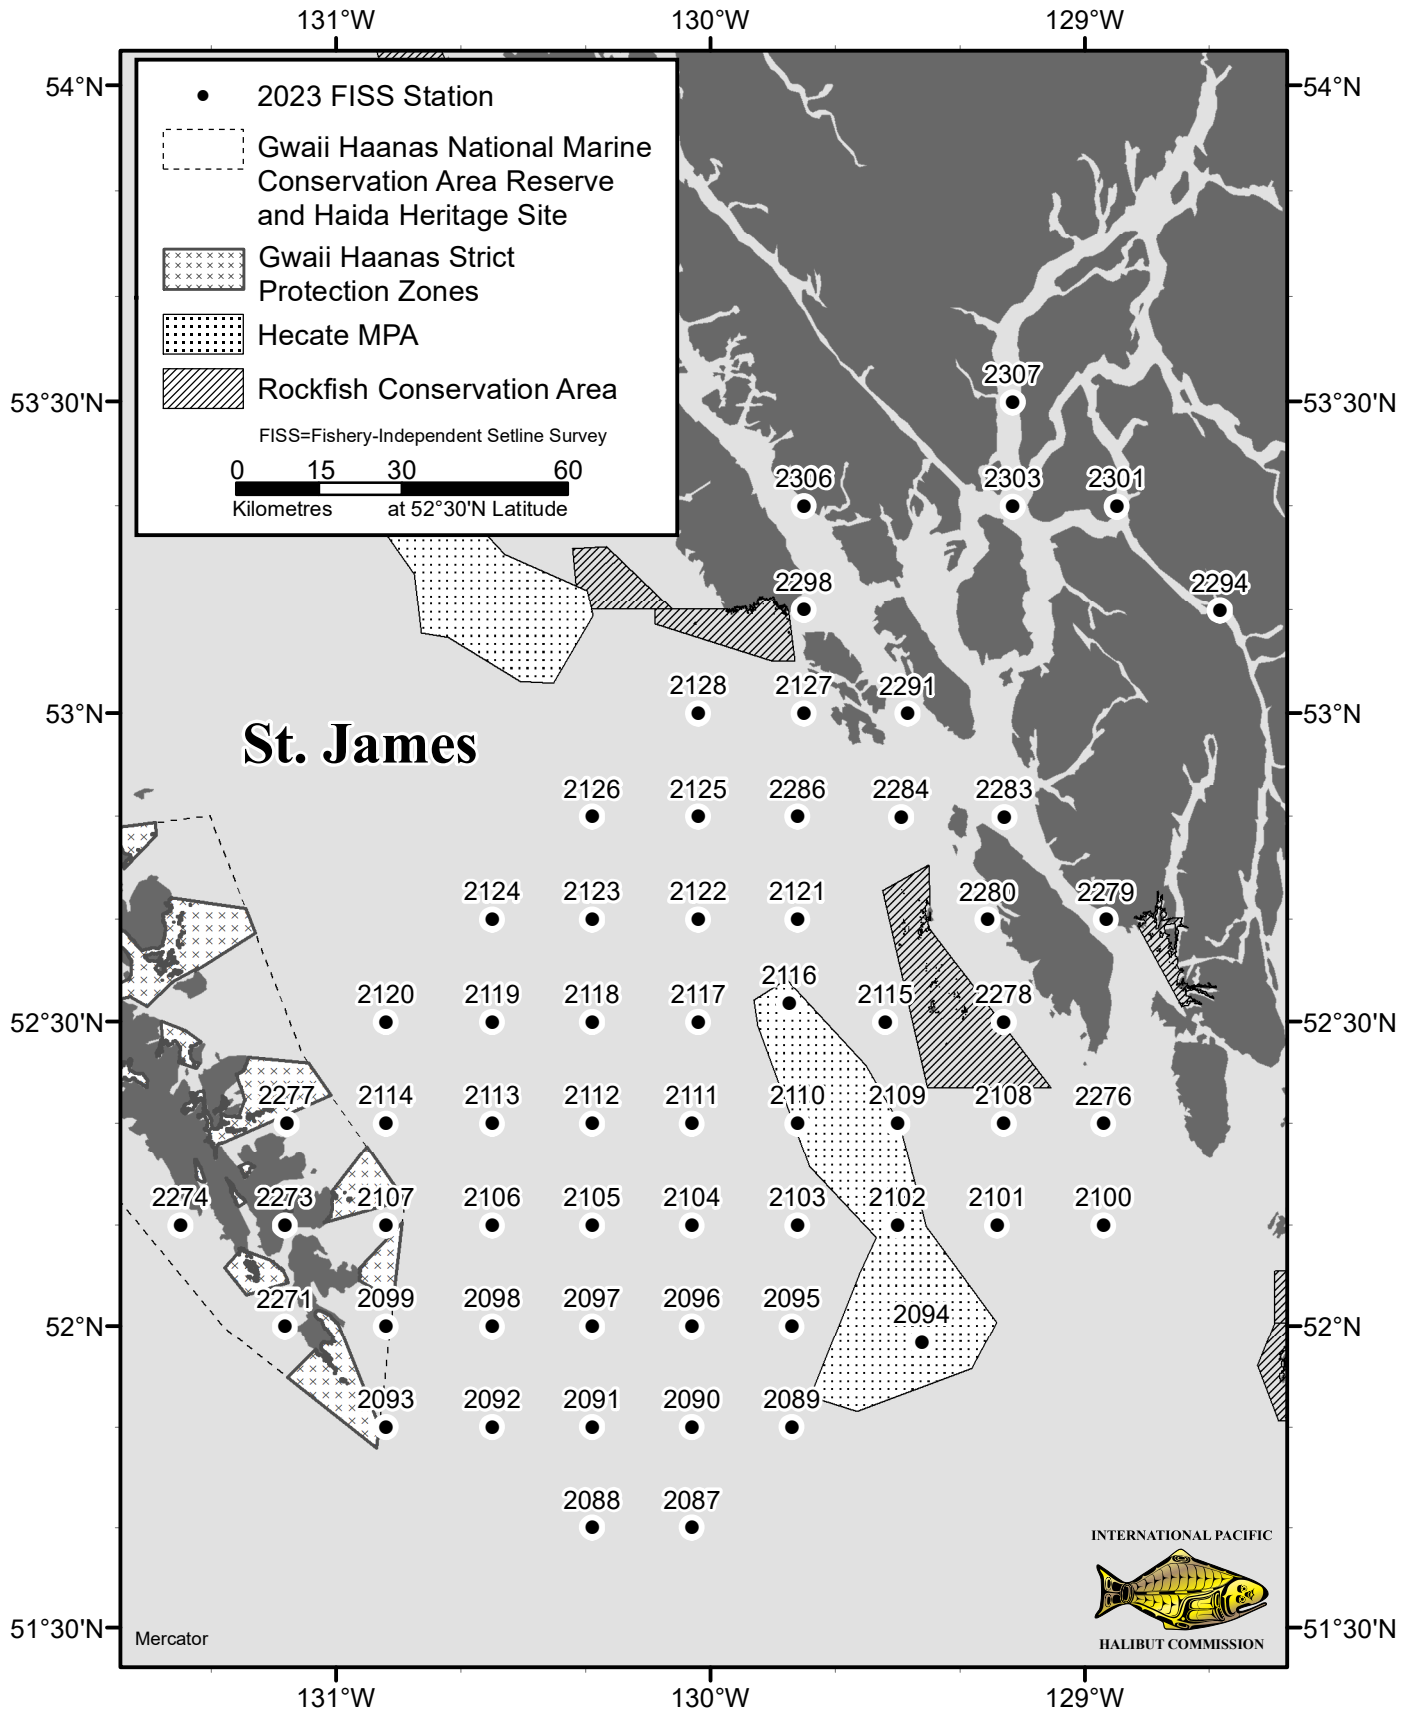 131°W 130°W 129°W
54°N 54°N
2023 FISS Station
Gwaii Haanas National Marine
Conservation Area Reserve
and Haida Heritage Site
Gwaii Haanas Strict
Protection Zones
Hecate MPA
Rockfish Conservation Area
FISS=Fishery-Independent Setline Survey
0 15 30 60
Kilometres at 52°30'N Latitude
2307
53°30'N 53°30'N
2306 2303 2301
2298 2294
2128 2127 2291
53°N 53°N
St. James
2126 2125 2286 2284 2283
2124 2123 2122 2121 2280 2279
2116
2120 2119 2118 2117 2115 2278
52°30'N 52°30'N
2277 2114 2113 2112 2111 2110 2109 2108 2276
2274 2273 2107 2106 2105 2104 2103 2102 2101 2100
2271 2099 2098 2097 2096 2095 2094
52°N 52°N
2093 2092 2091 2090 2089
2088 2087
INTERNATIONAL PACIFIC
HALIBUT COMMISSION
51°30'N 51°30'N
Mercator
131°W 130°W 129°W